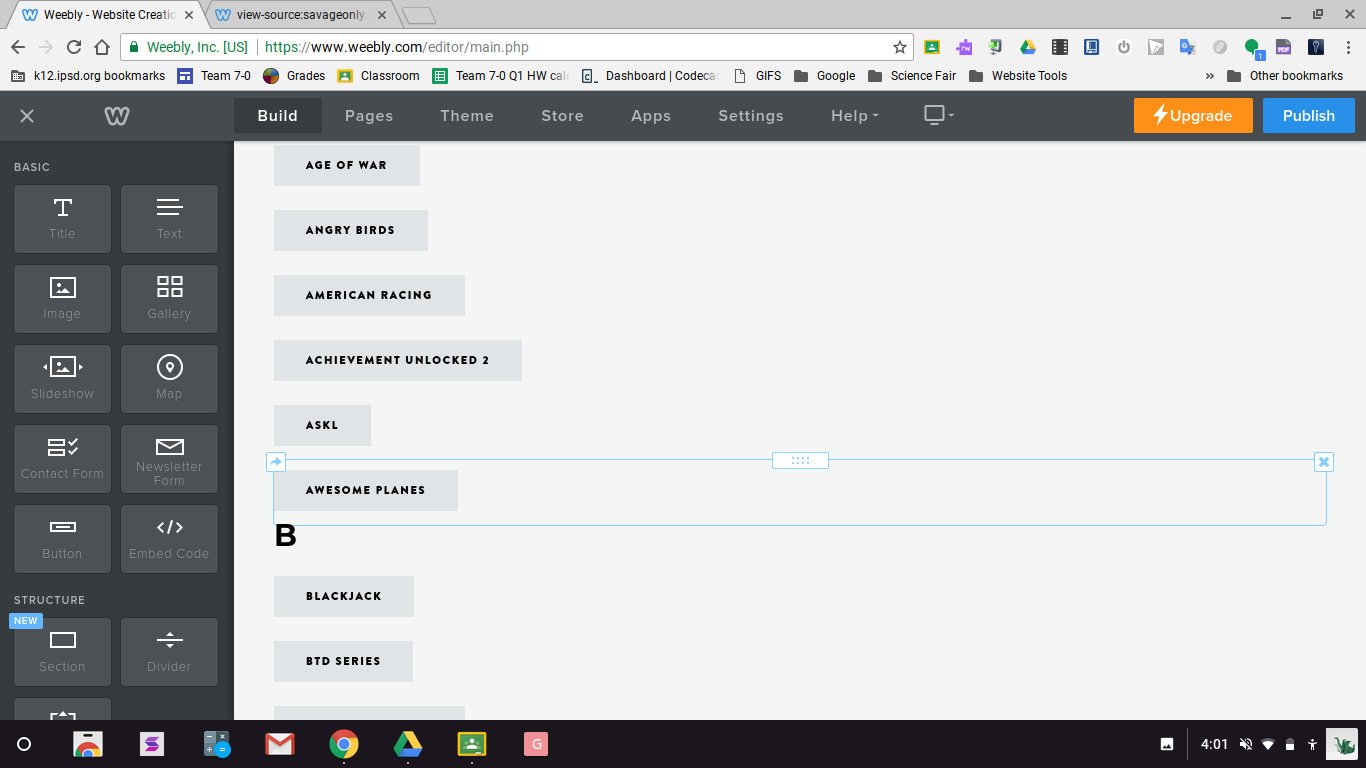 Weebly - Website Creatio
view-source:savageonly.
Weebly, Inc. [US]
https://www.weebly.com/editor/main.php
k12.ipsd.org bookmarks
Team 7-0
Grades
Classroom
Team 7-0 Q1 HW cal
Dashboard | Codeca
GIFS
Google
Science Fair
Website Tools
»
Other bookmarks
Build
Pages
Theme
Store
Apps
Settings
Help
Upgrade
Publish
BASIC
Title
Text
Image
Gallery
Slideshow
Map
Contact Form
Newsletter
Form
Button
Embed Code
STRUCTURE
NEW
Section
Divider
AGE OF WAR
ANGRY BIRDS
AMERICAN RACING
ACHIEVEMENT UNLOCKED 2
ASKL
AWESOME PLANES
B
BLACKJACK
BTD SERIES
G
4:01